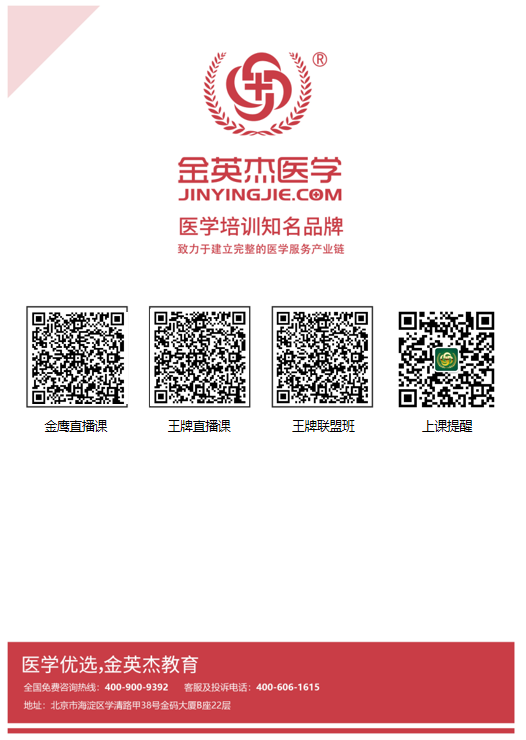 ®
金英杰医学
JINYINGJIE.COM
医学培训知名品牌
致力于建立完整的医学服务产业链
金鹰直播课
王牌直播课
王牌联盟班
上课提醒
医学优选,金英杰教育
全国免费咨询热线：400-900-9392 客服及投诉电话：400-606-1615
地址：北京市海淀区学清路甲38号金码大厦B座22层